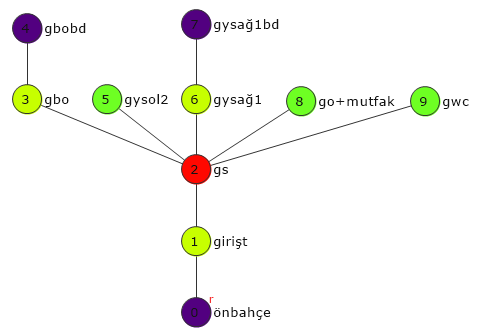 4 gbobd
7 gysağ1bd
3 gbo
5 gysol2
6 gysağ1
8 go+mutfak
9 gwc
2 gs
1 girişt
r
0 önbahçe